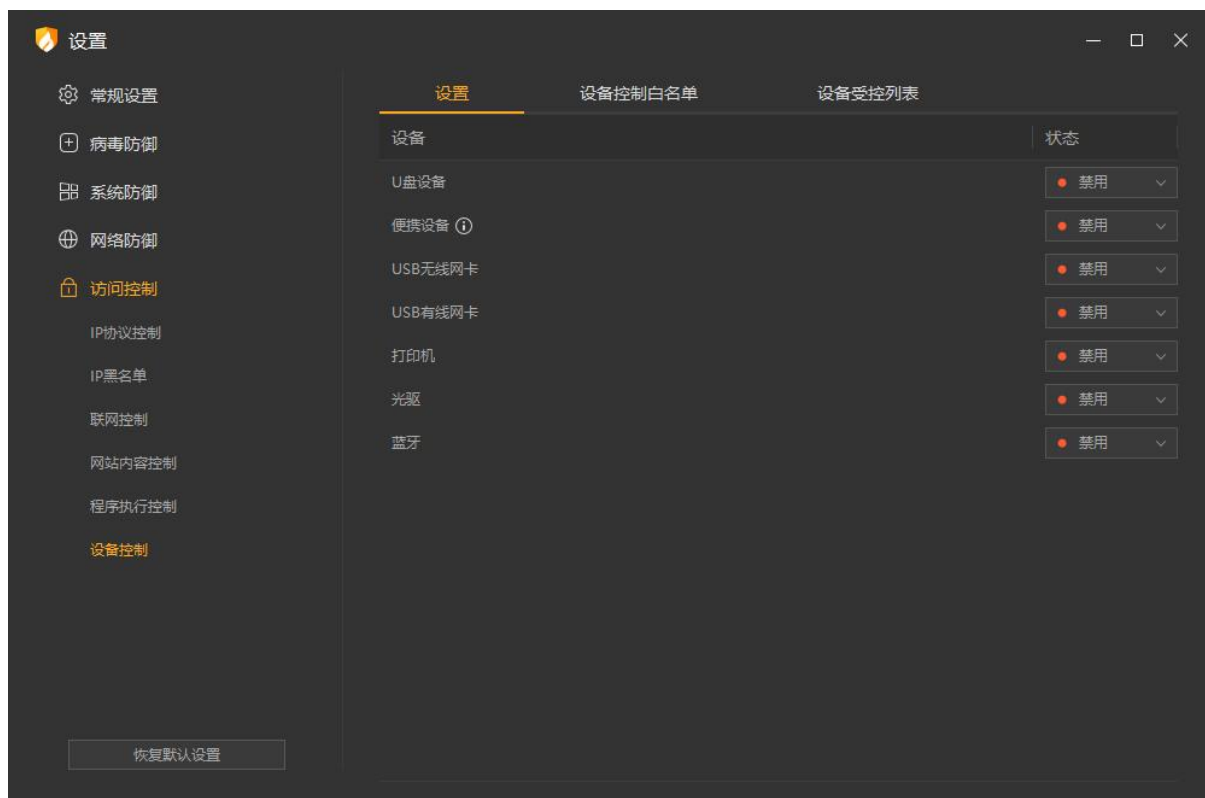 设置
常规设置
病毒防御
系统防御
网络防御
访问控制
IP协议控制
IP黑名单
联网控制
网站内容控制
程序执行控制
设备控制
恢复默认设置
设置 设备控制白名单 设备受控列表
设备 状态
U盘设备 禁用
便携设备 禁用
USB无线网卡 禁用
USB有线网卡 禁用
打印机 禁用
光驱 禁用
蓝牙 禁用